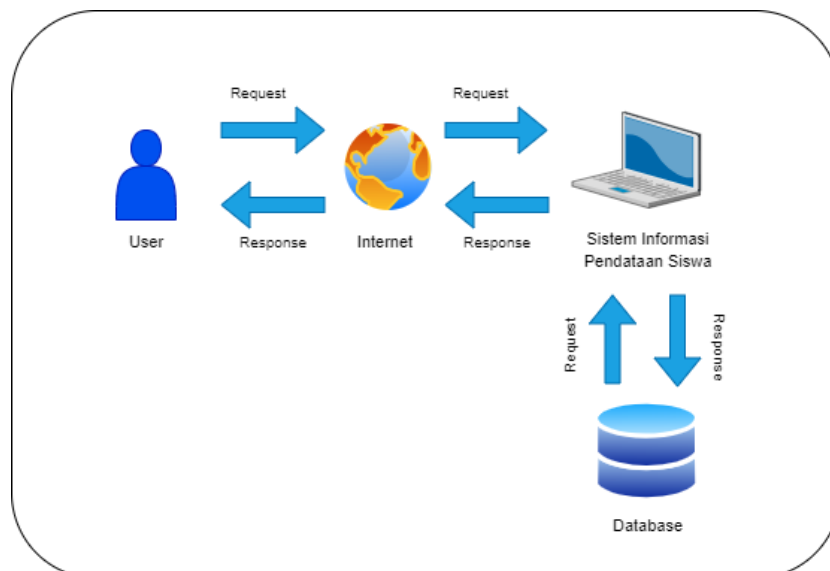 Request
Request
User
Response
Internet
Response
Sistem Informasi
Pendataan Siswa
Request
Response
Database